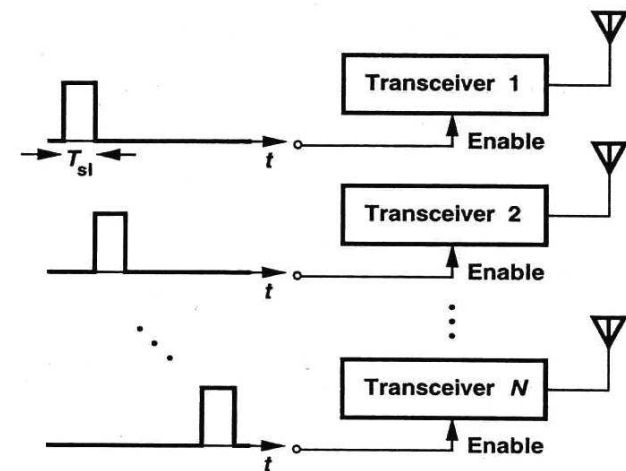 Transceiver 1
Enable
T_sl
t
Transceiver 2
Enable
t
Transceiver N
Enable
t